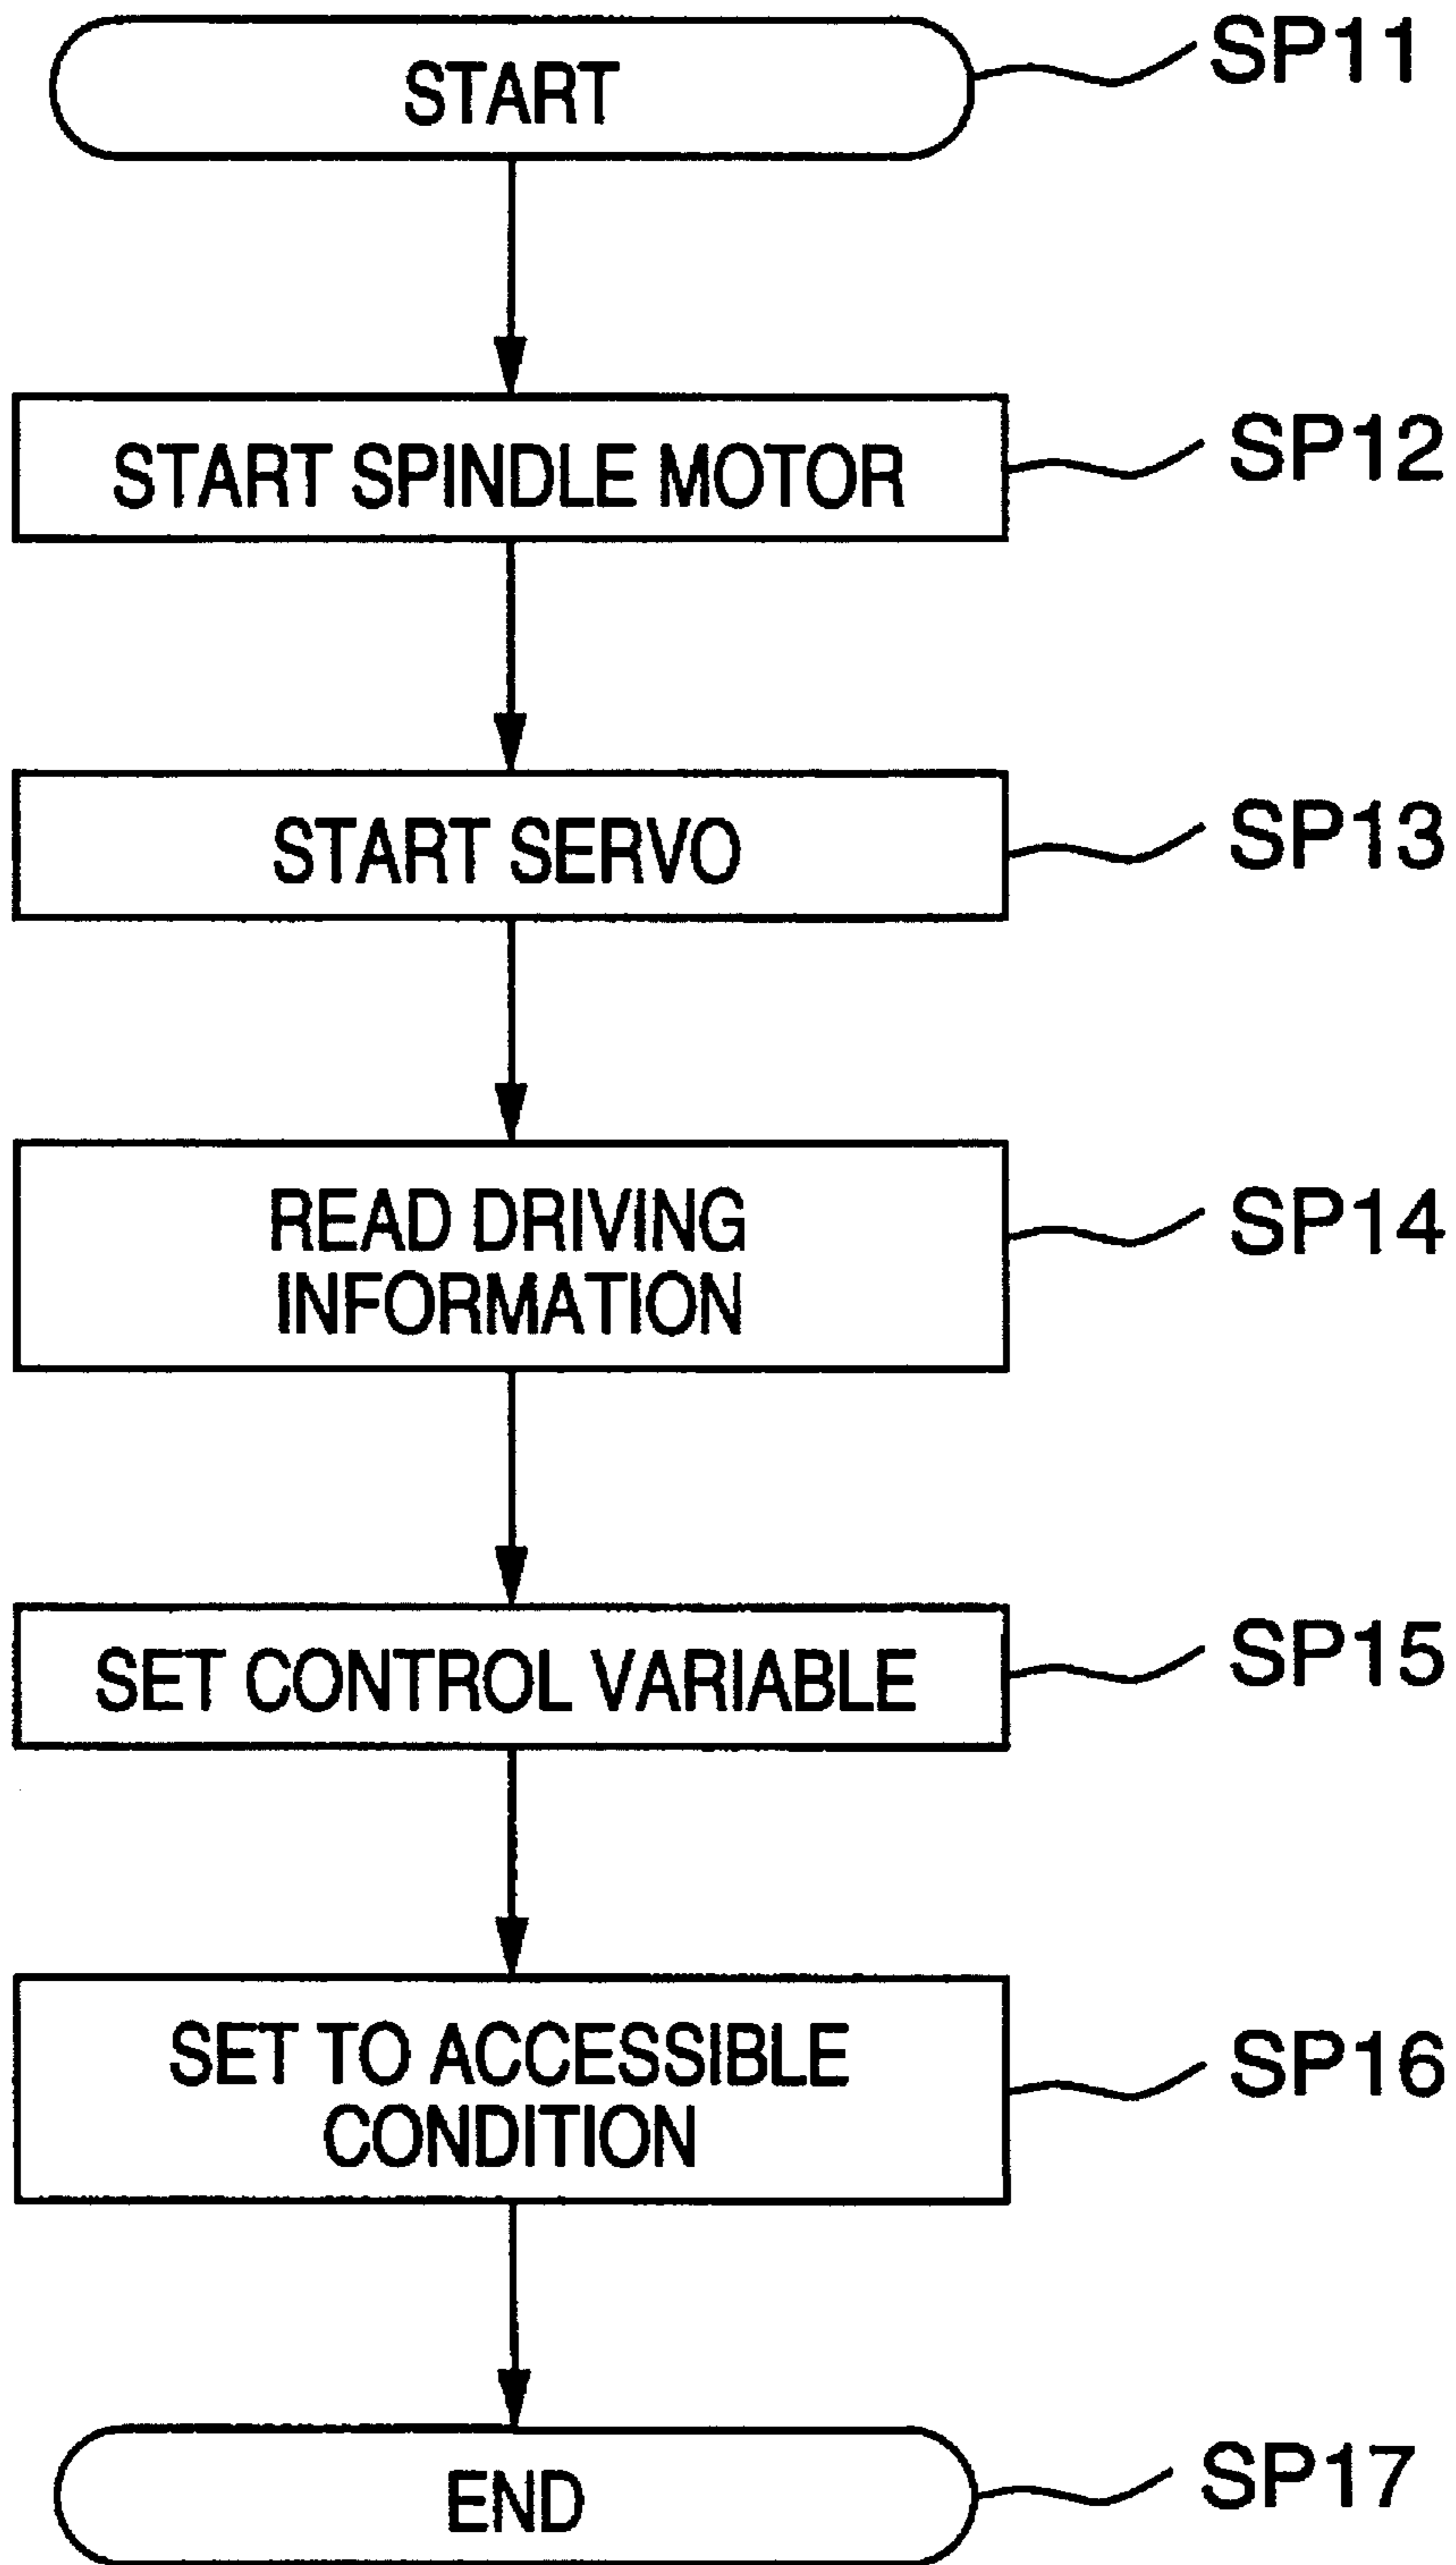 START
SP11
START SPINDLE MOTOR
SP12
START SERVO
SP13
READ DRIVING
INFORMATION
SP14
SET CONTROL VARIABLE
SP15
SET TO ACCESSIBLE
CONDITION
SP16
END
SP17